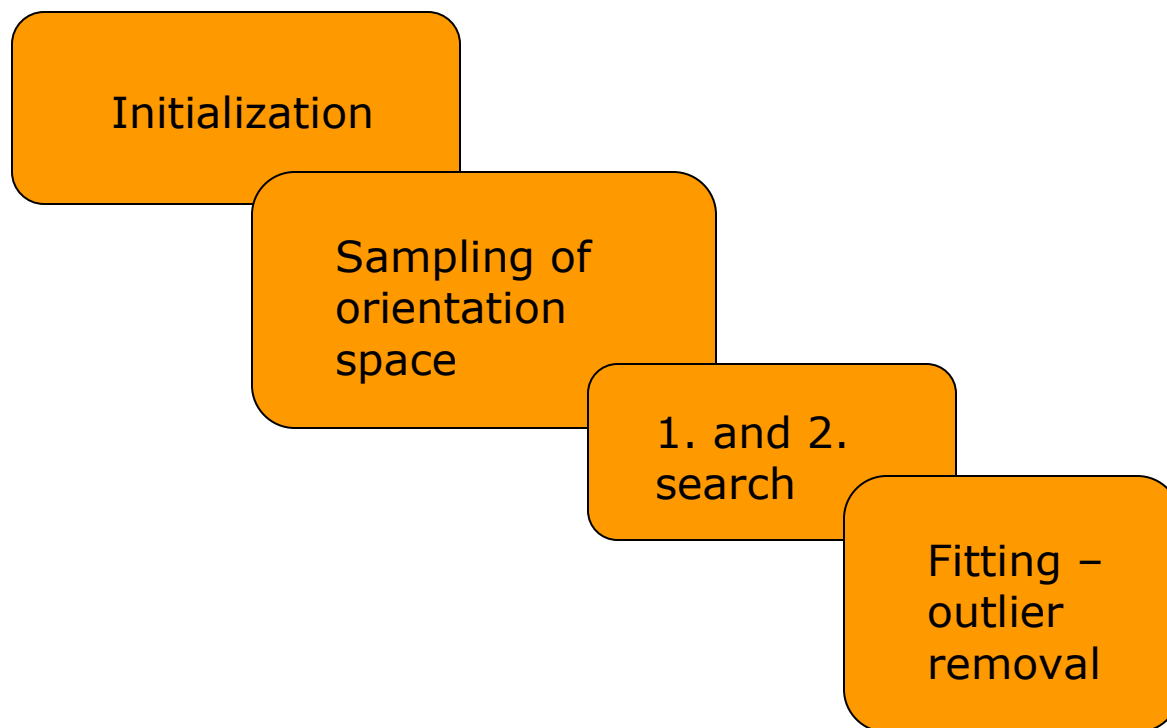 Initialization
Sampling of
orientation
space
1. and 2.
search
Fitting –
outlier
removal